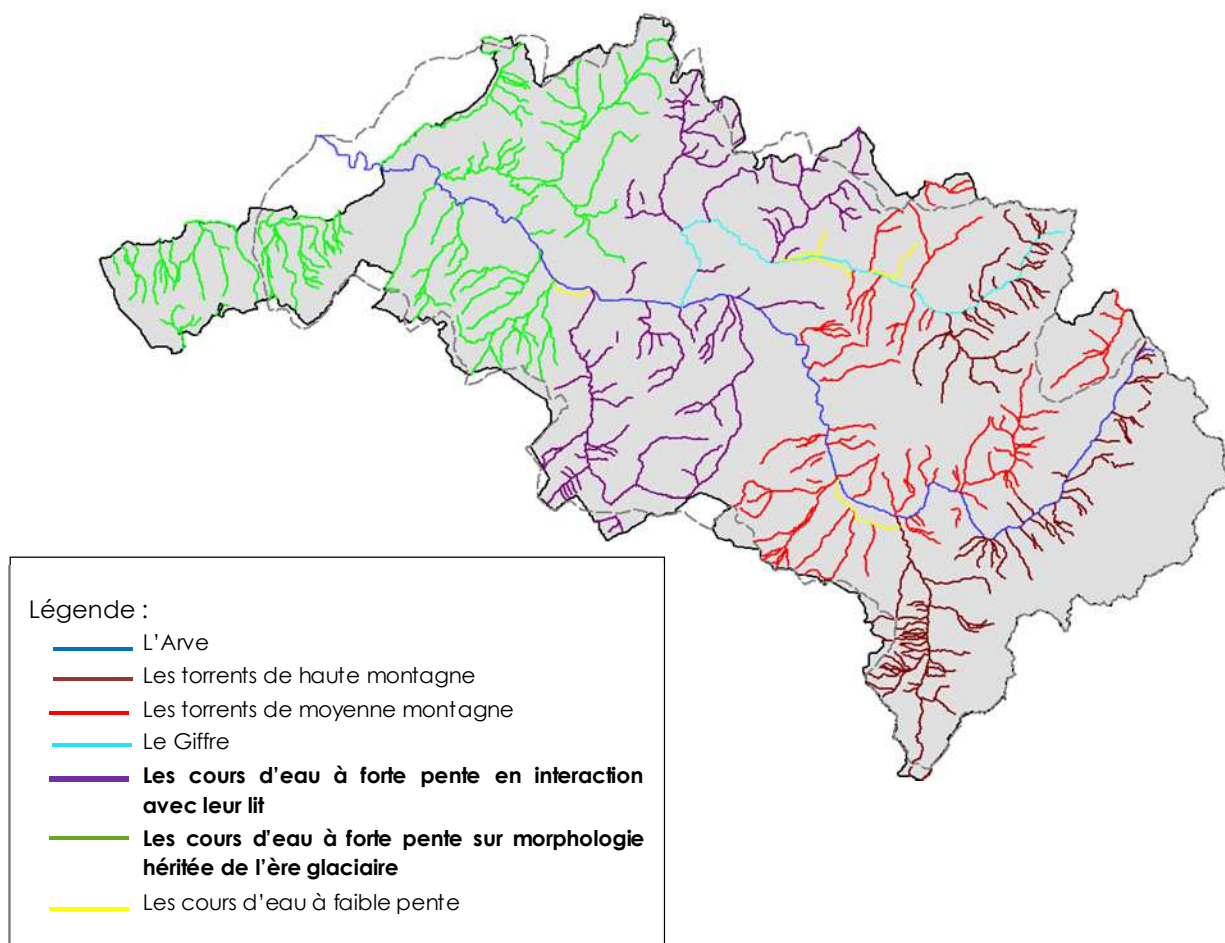 Légende :
L'Arve
Les torrents de haute montagne
Les torrents de moyenne montagne
Le Giffre
Les cours d'eau à forte pente en interaction
avec leur lit
Les cours d'eau à forte pente sur morphologie
héritée de l'ère glaciaire
Les cours d'eau à faible pente